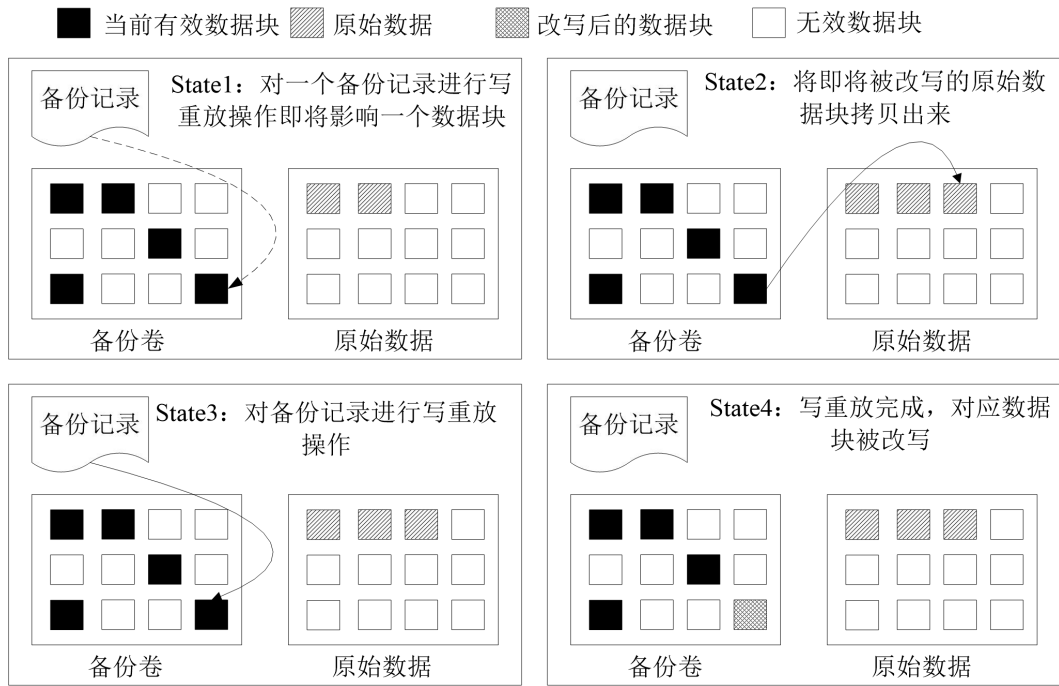 当前有效数据块
原始数据
改写后的数据块
无效数据块
备份记录
State1：对一个备份记录进行写
重放操作即将影响一个数据块
备份卷
原始数据
备份记录
State2：将即将被改写的原始数
据块拷贝出来
备份卷
原始数据
备份记录
State3：对备份记录进行写重放
操作
备份卷
原始数据
备份记录
State4：写重放完成，对应数据
块被改写
备份卷
原始数据